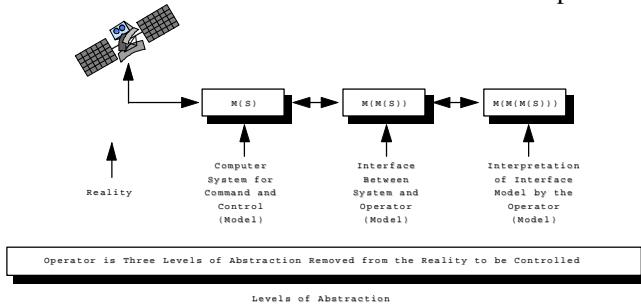 M(S)
M(M(S))
M(M(M(S)))
Reality
Computer
System for
Command and
Control
(Model)
Interface
Between
System and
Operator
(Model)
Interpretation
of Interface
Model by the
Operator
(Model)
Operator is Three Levels of Abstraction Removed from the Reality to be Controlled
Levels of Abstraction